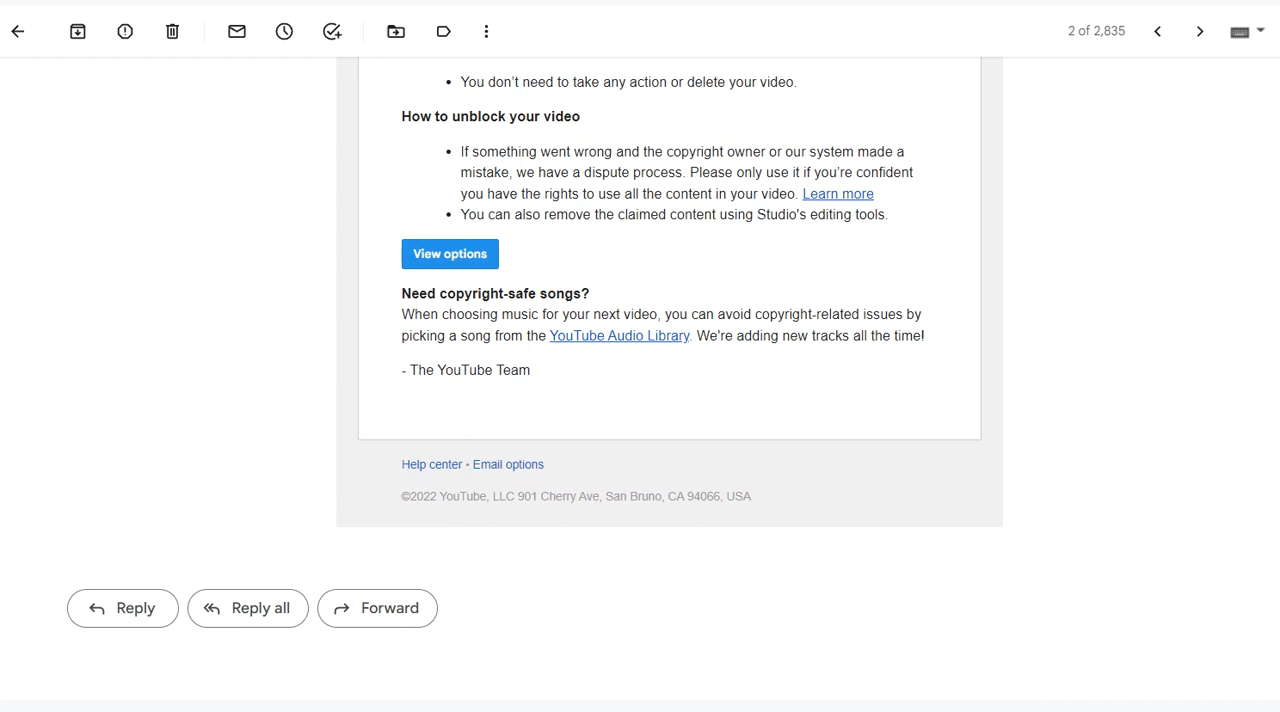 2 of 2,835
• You don't need to take any action or delete your video.
How to unblock your video
• If something went wrong and the copyright owner or our system made a
mistake, we have a dispute process. Please only use it if you're confident
you have the rights to use all the content in your video. Learn more
• You can also remove the claimed content using Studio's editing tools.
View options
Need copyright-safe songs?
When choosing music for your next video, you can avoid copyright-related issues by
picking a song from the YouTube Audio Library. We're adding new tracks all the time!
- The YouTube Team
Help center • Email options
©2022 YouTube, LLC 901 Cherry Ave, San Bruno, CA 94066, USA
Reply Reply all Forward